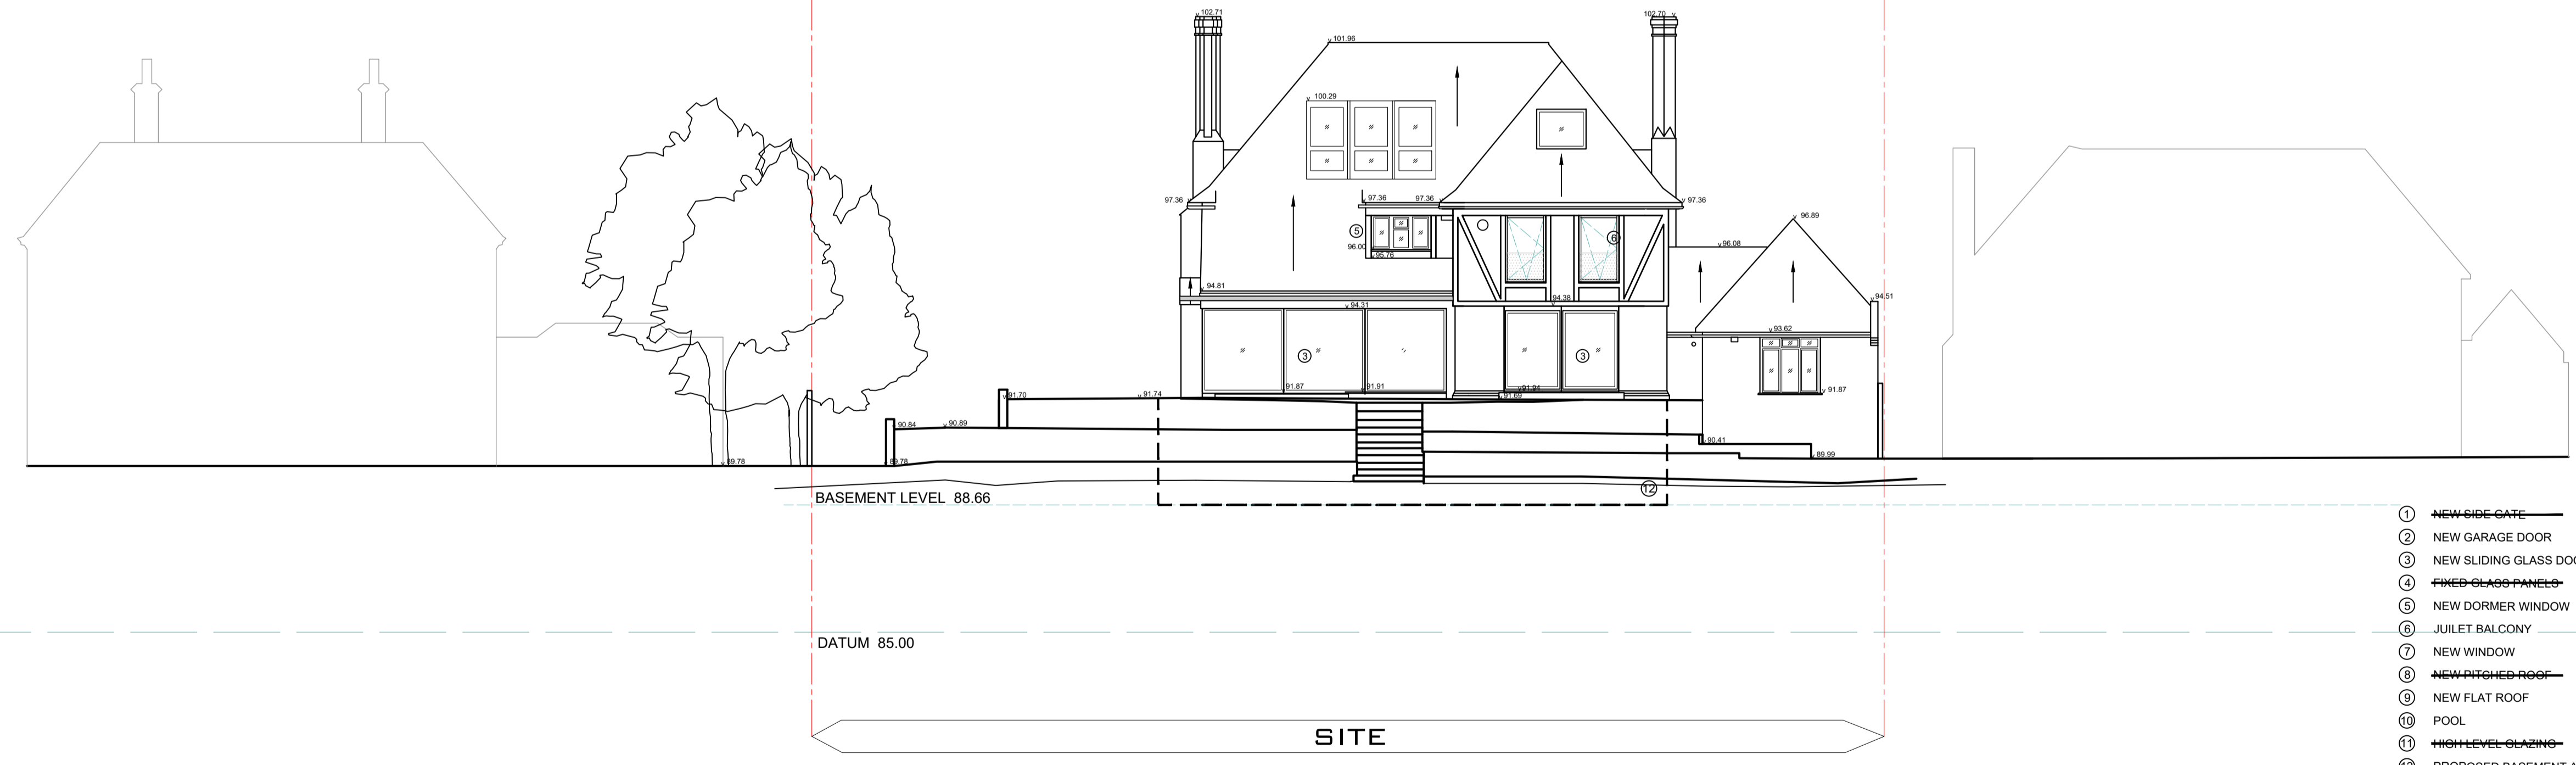 102.71
102.70
101.96
100.29
97.36
97.36
97.36
97.36
5
6
96.89
96.00
95.76
96.08
94.81
94.31
94.38
94.51
93.62
3
3
91.87
91.91
91.94
91.87
91.70
91.74
91.69
90.84
90.89
90.41
89.78
89.78
89.99
BASEMENT LEVEL 88.66
12
1 NEW SIDE GATE
2 NEW GARAGE DOOR
3 NEW SLIDING GLASS DOO
4 FIXED GLASS PANELS
5 NEW DORMER WINDOW
6 JUILET BALCONY
7 NEW WINDOW
8 NEW PITCHED ROOF
9 NEW FLAT ROOF
10 POOL
11 HIGH LEVEL GLAZING
12 PROPOSED BASEMENT
DATUM 85.00
SITE